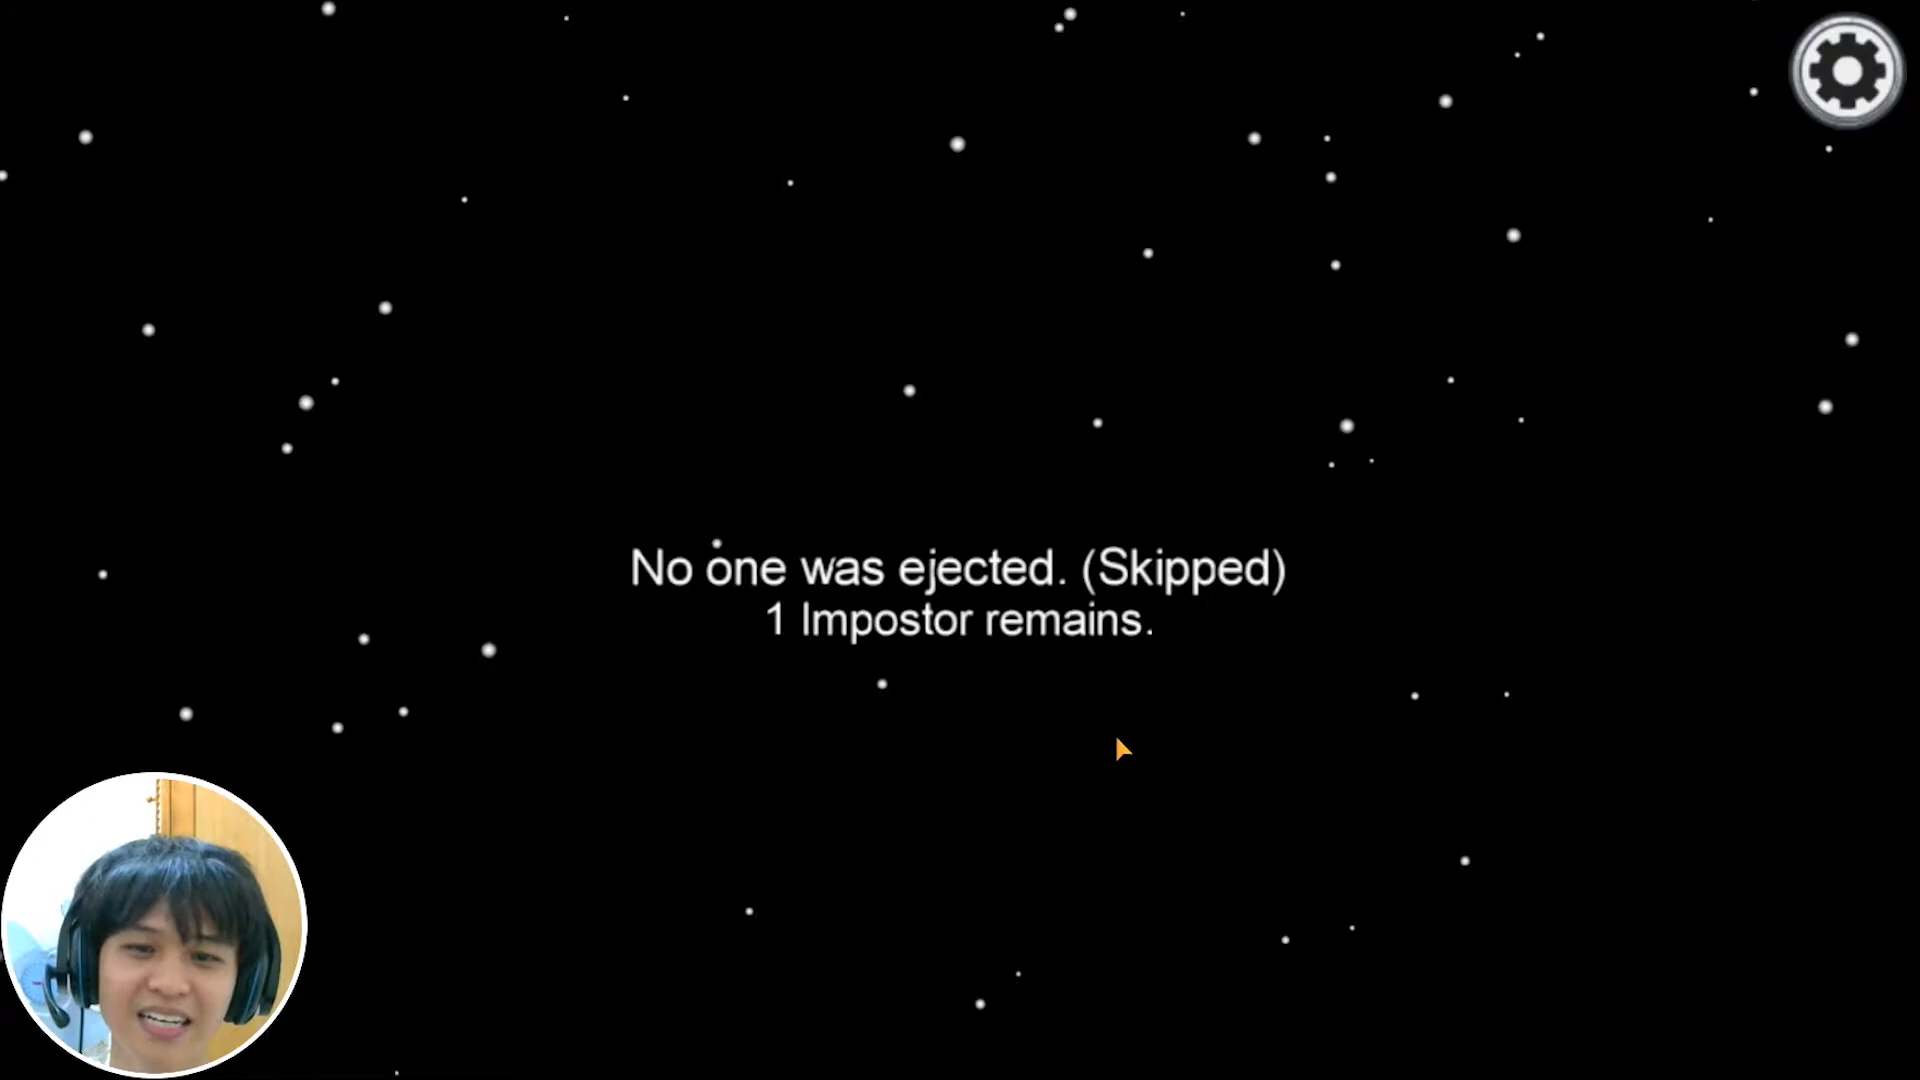 No one was ejected. (Skipped)
1 Impostor remains.